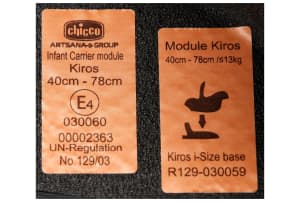 chicco
ARTSANA-GROUP
Infant Carrier module
Kiros
40cm - 78cm
E4
030060
00002363
UN-Regulation
No 129/03
Module Kiros
40cm - 78cm /≤13kg
Kiros i-Size base
R129-030059